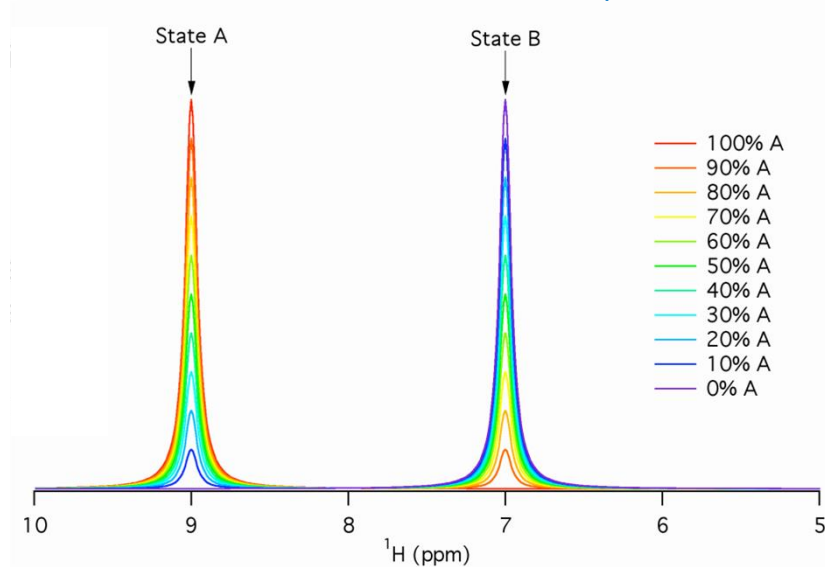 State A
State B
100% A
90% A
80% A
70% A
60% A
50% A
40% A
30% A
20% A
10% A
0% A
10 9 8 7 6 5
¹H (ppm)